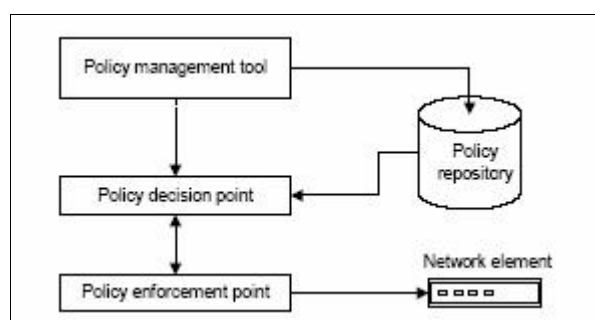 Policy management tool
Policy
repository
Policy decision point
Network element
Policy enforcement point